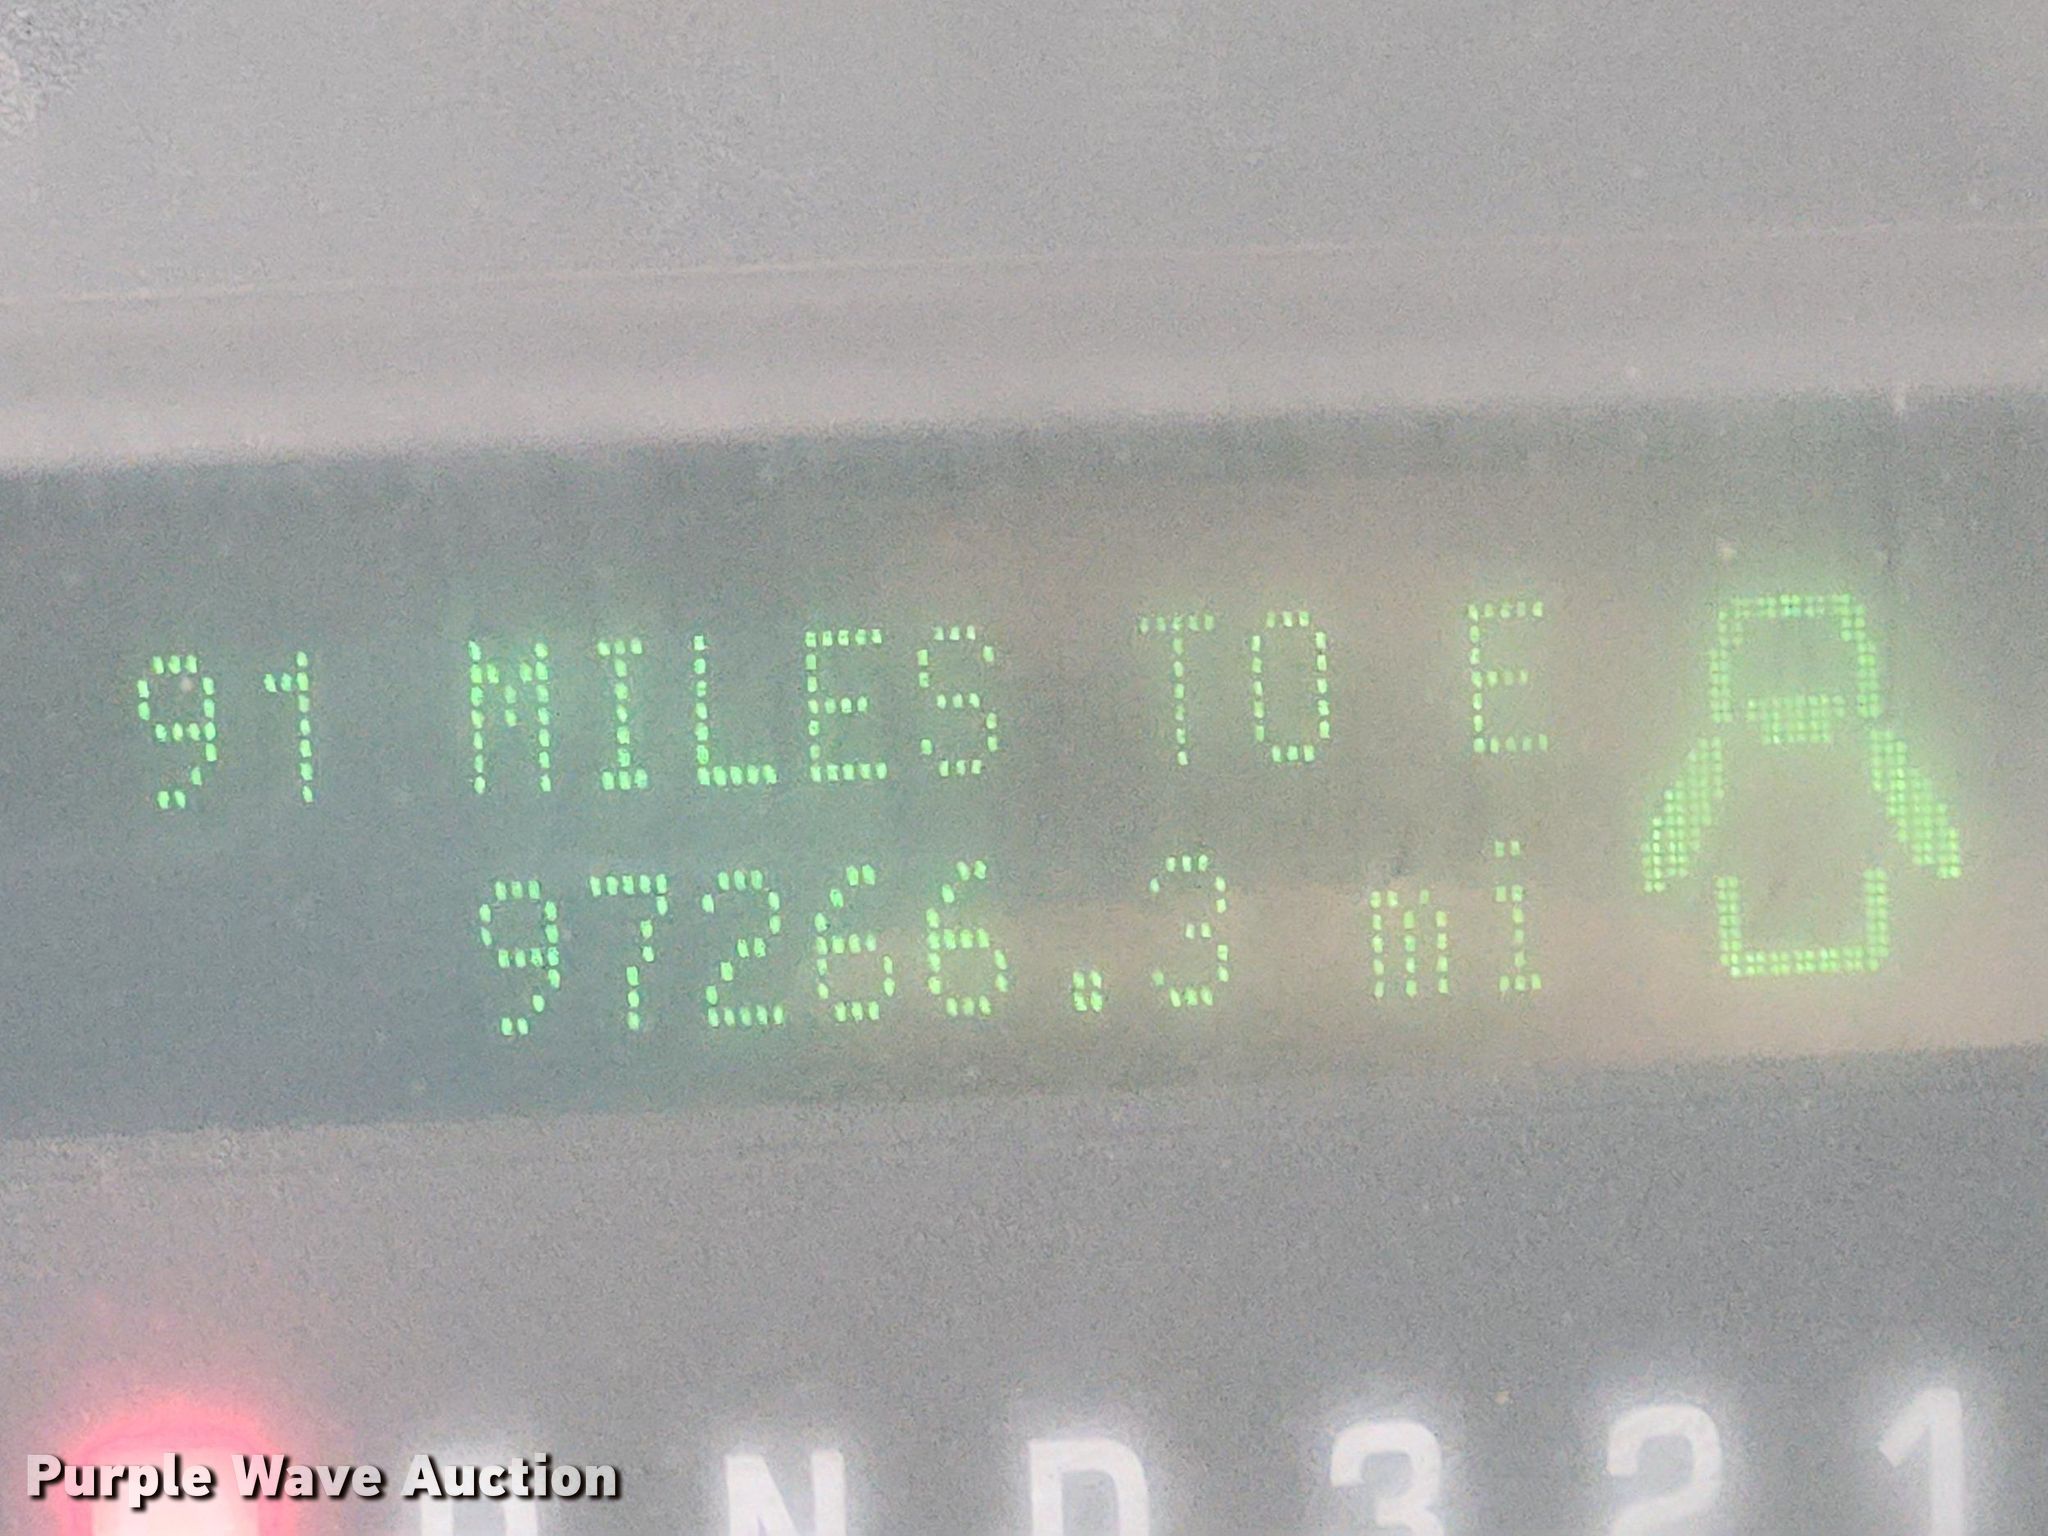 91 MILES TO E
97266.3 mi
N D 3 2 1
Purple Wave Auction